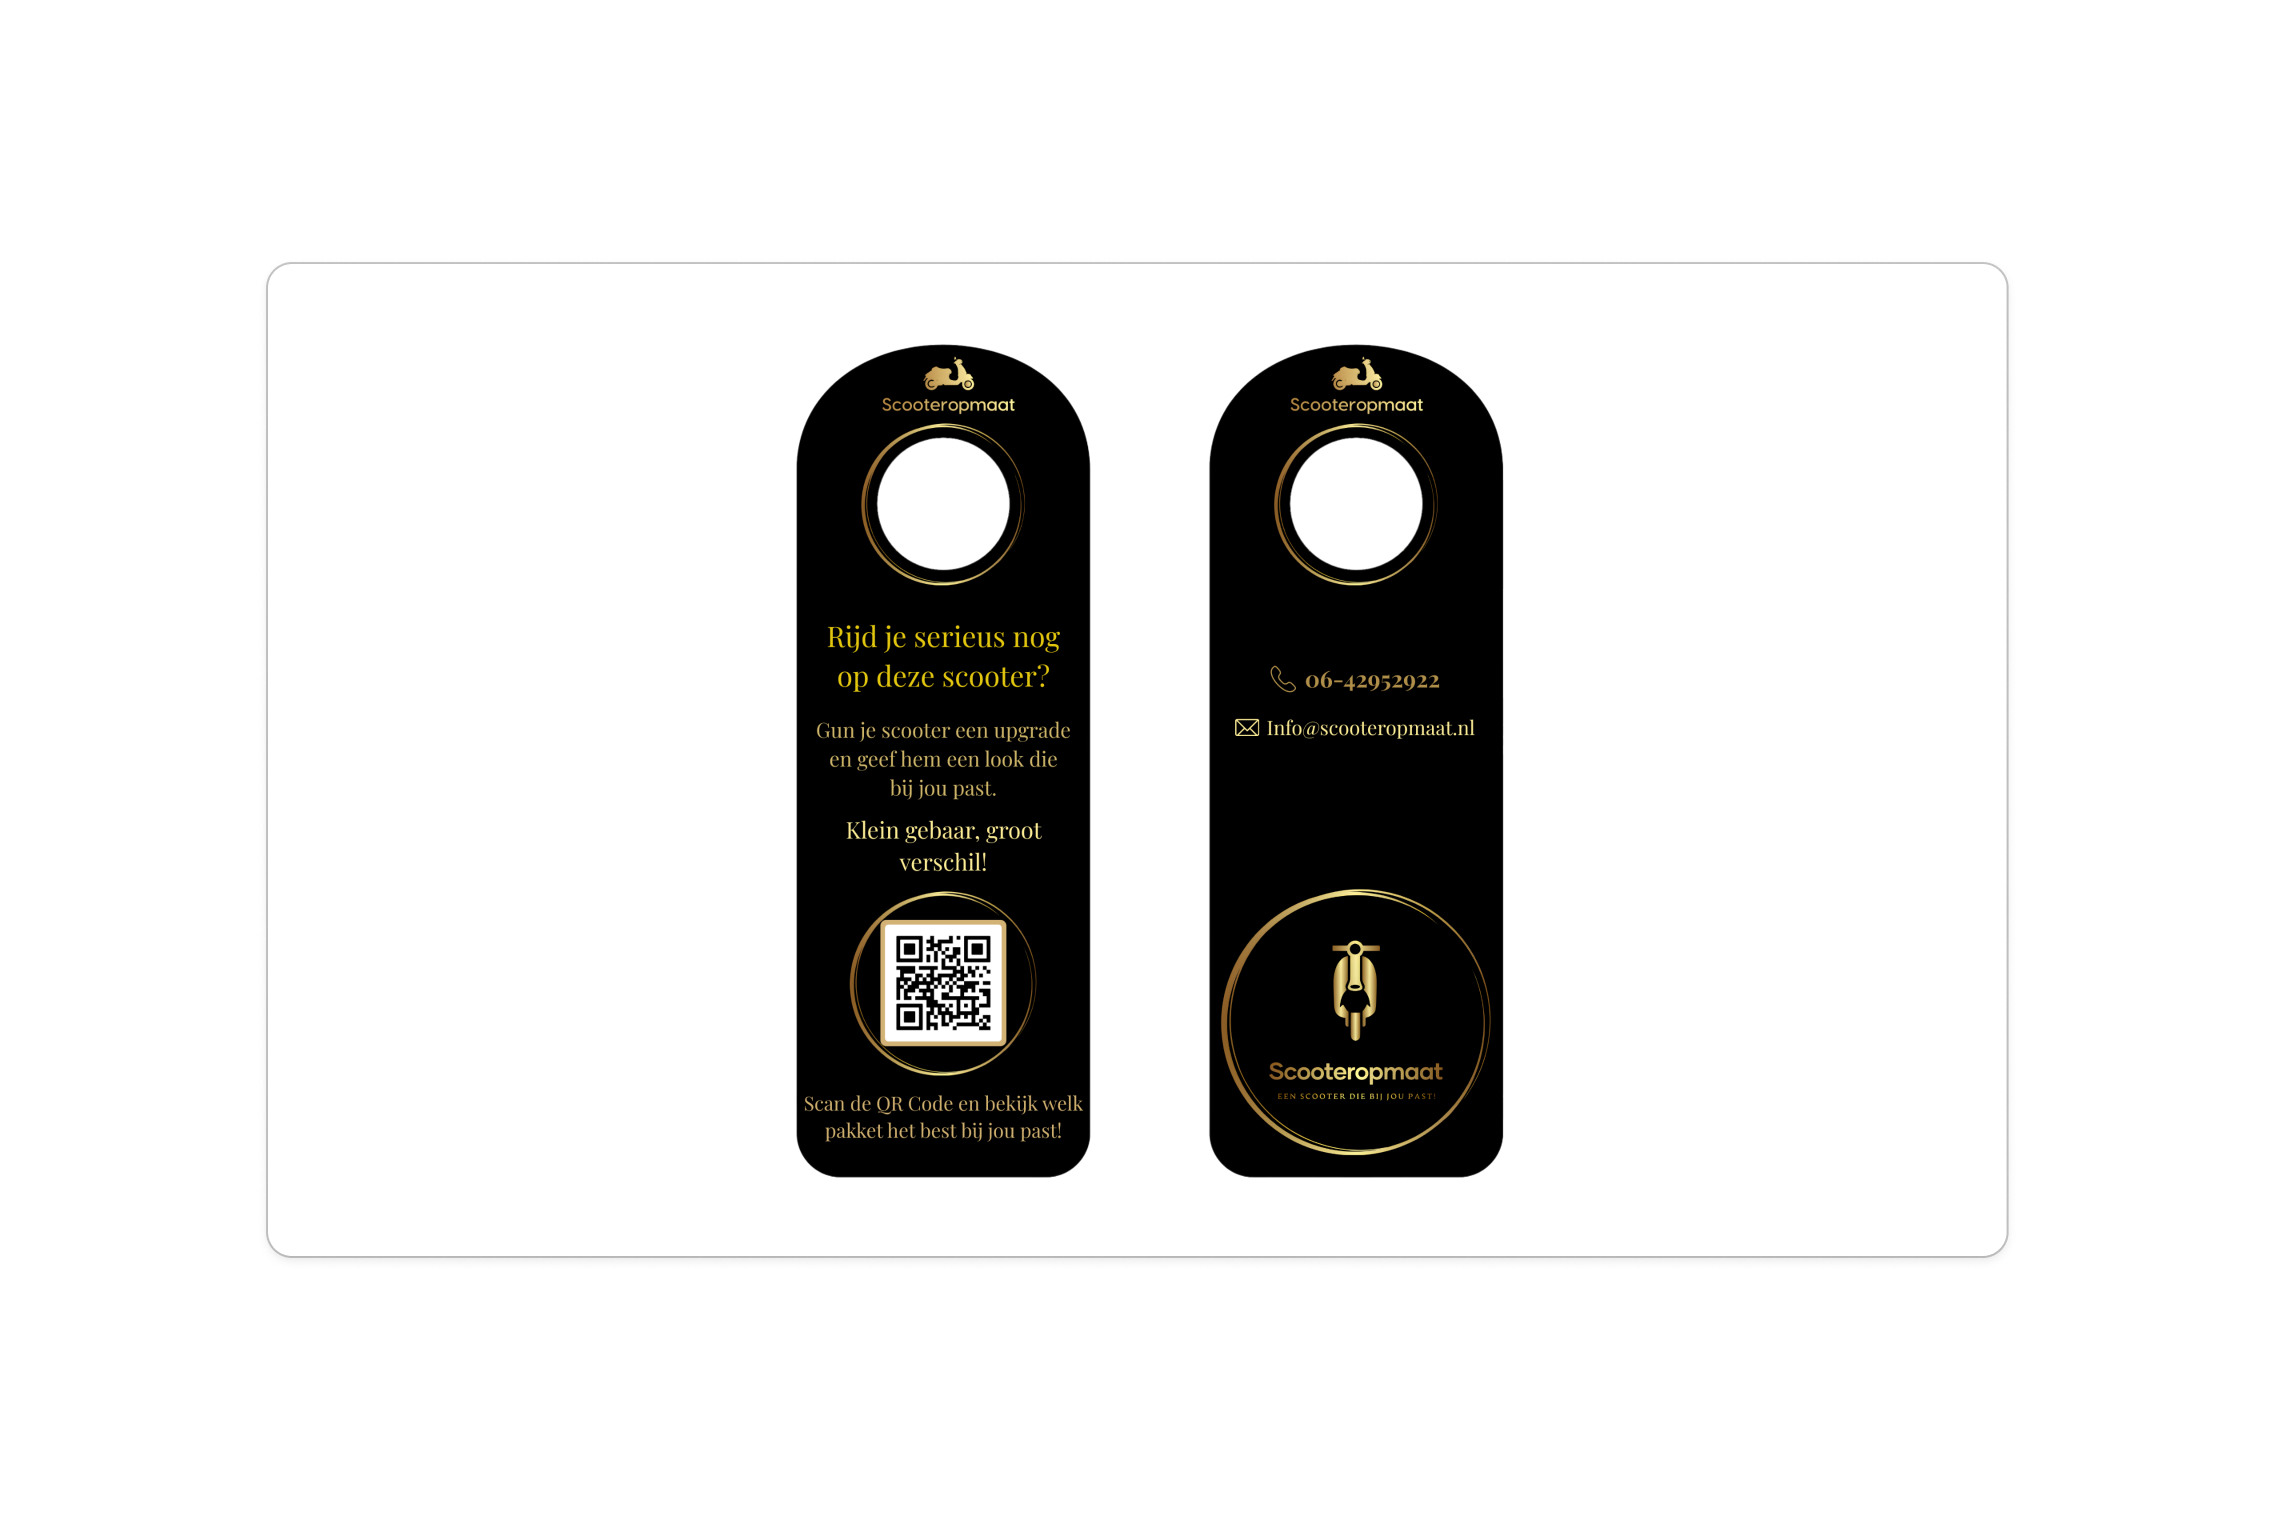 Scooteropmaat
Rijd je serieus nog
op deze scooter?
Gun je scooter een upgrade
en geef hem een look die
bij jou past.
Klein gebaar, groot
verschil!
Scan de QR Code en bekijk welk
pakket het best bij jou past!
Scooteropmaat
06-42952922
Info@scooteropmaat.nl
Scooteropmaat
EEN SCOOTER DIE BIJ JOU PAST!